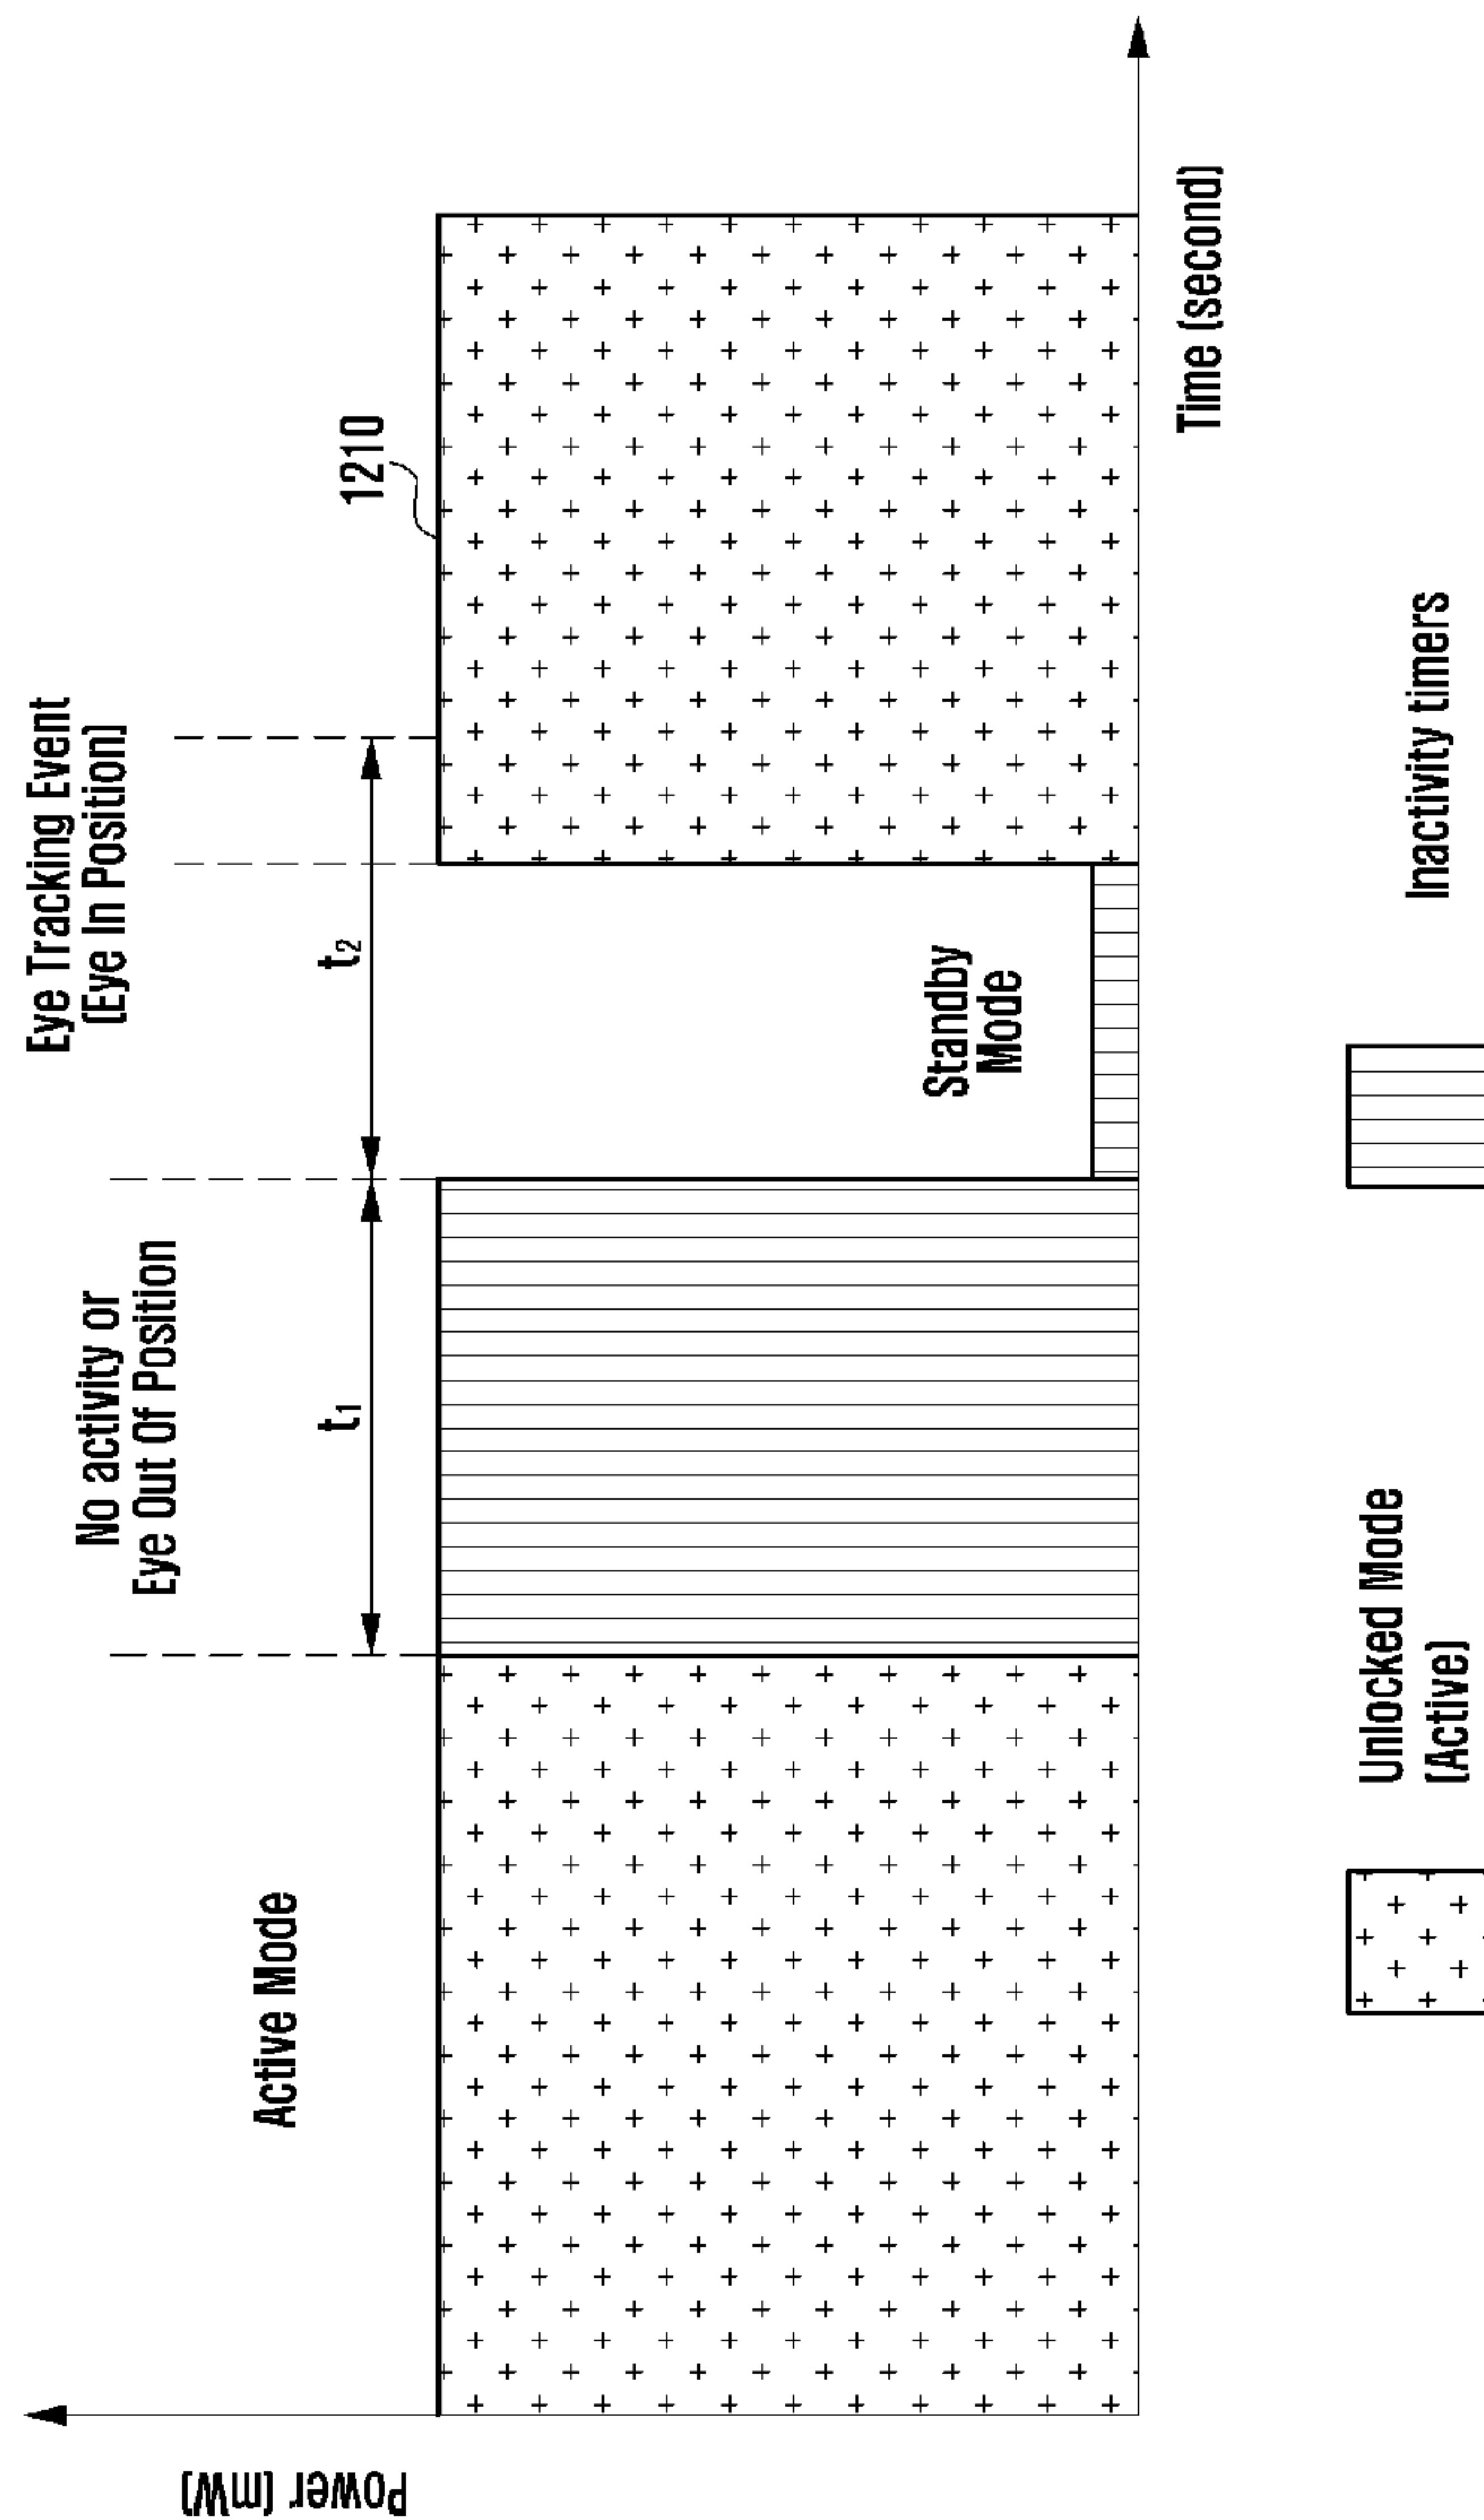 Eye Tracking Event
(Eye In Position)
No activity or
Eye Out Of Position
Active Mode
t1
t2
1210
Standby
Mode
Power (mW)
Time (second)
Unlocked Mode
(Active)
Inactivity timers